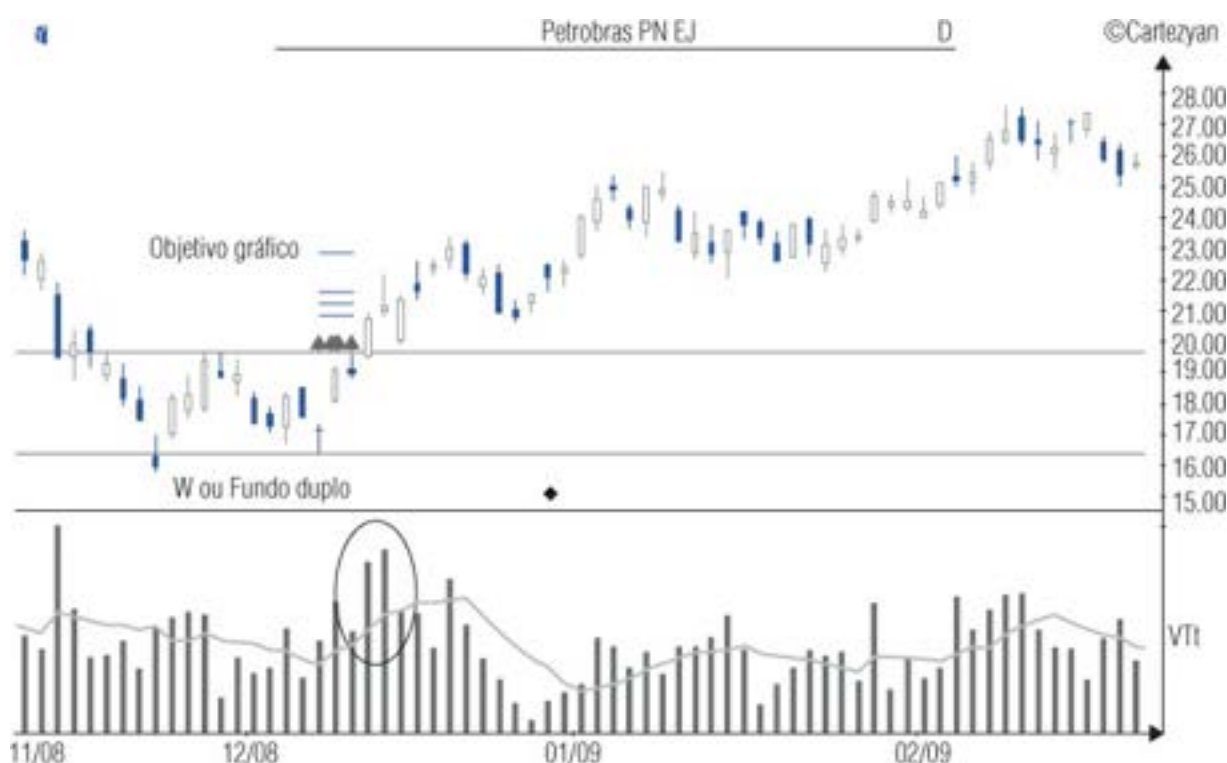 Petrobras PN EJ D ©Cartezyan
28.00
27.00
26.00
25.00
24.00
Objetivo gráfico 23.00
22.00
21.00
20.00
19.00
18.00
17.00
16.00
W ou Fundo duplo 15.00
VTt
11/08 12/08 01/09 02/09